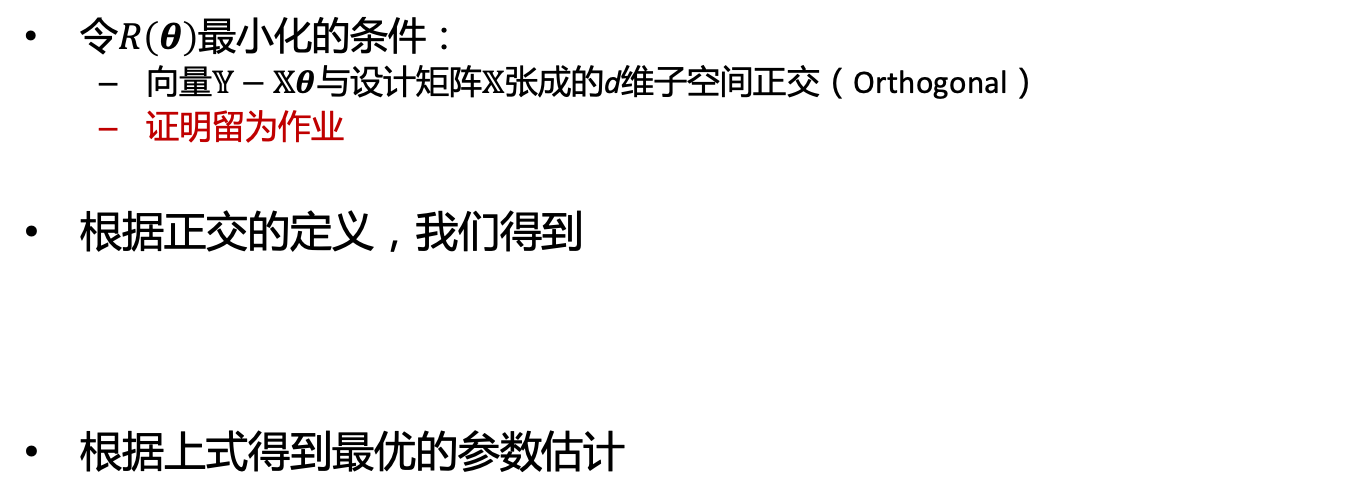 • 令R(𝜽)最小化的条件：
– 向量𝕐 − 𝕏𝜽与设计矩阵𝕏张成的d维子空间正交（Orthogonal）
– 证明留为作业
• 根据正交的定义，我们得到
• 根据上式得到最优的参数估计